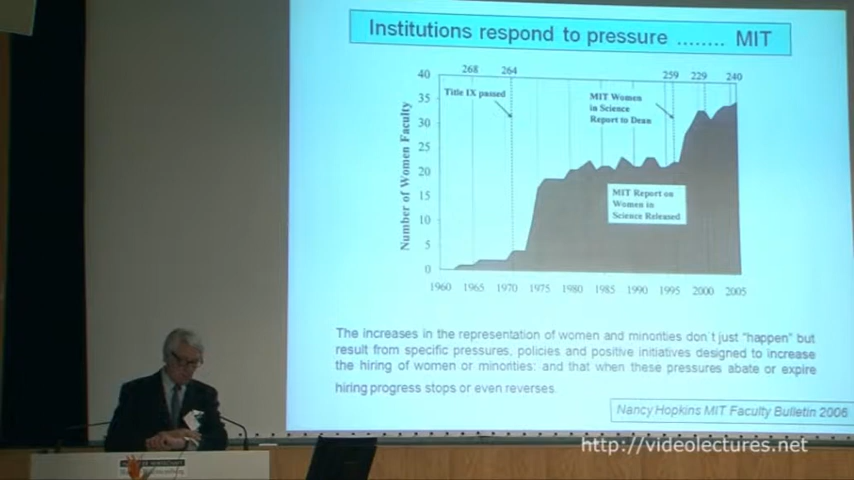 Institutions respond to pressure ........ MIT
268 264 259 229 240
40
35
30
25
20
15
10
5
0
Number of Women Faculty
Title IX passed
MIT Women
in Science
Report to Dean
MIT Report on
Women in
Science Released
1960 1965 1970 1975 1980 1985 1990 1995 2000 2005
The increases in the representation of women and minorities don't just "happen" but
result from specific pressures, policies and positive initiatives designed to increase
the hiring of women or minorities: and that when these pressures abate or expire
hiring progress stops or even reverses.
Nancy Hopkins MIT Faculty Bulletin 2006
http://videolectures.net